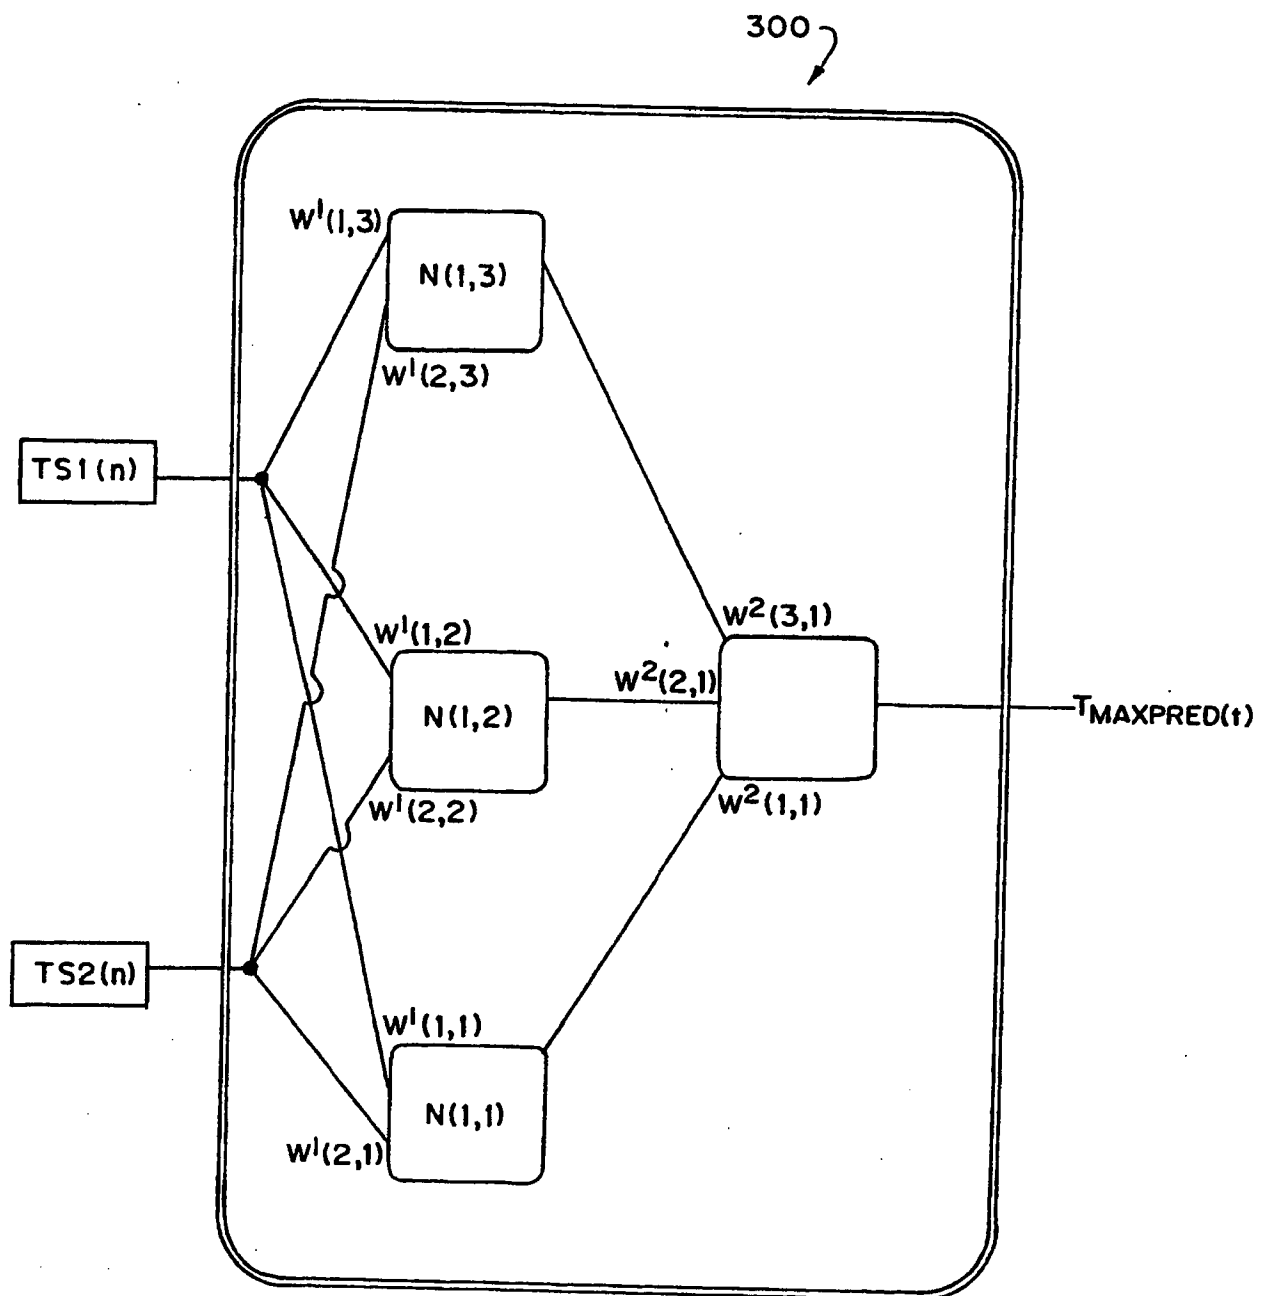 300
W¹(1,3)
N(1,3)
W¹(2,3)
TS1(n)
W¹(1,2)
W²(3,1)
W²(2,1)
N(1,2)
TMAXPRED(t)
W¹(2,2)
W²(1,1)
TS2(n)
W¹(1,1)
N(1,1)
W¹(2,1)